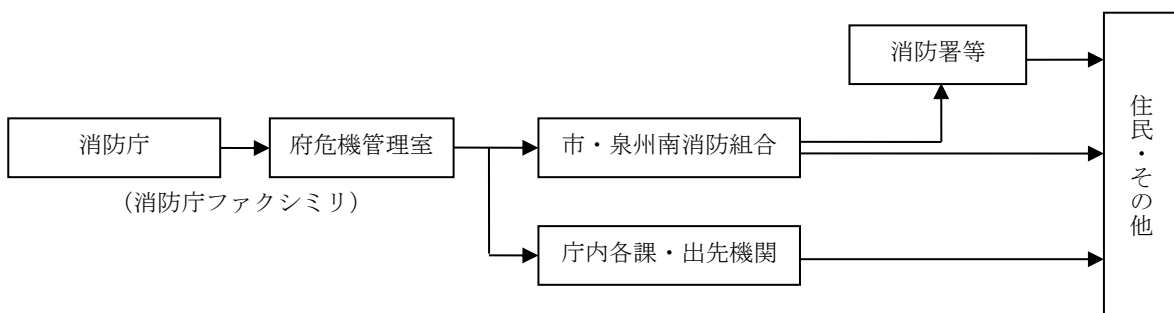 消防署等
消防庁
府危機管理室
市・泉州南消防組合
(消防庁ファクシミリ)
庁内各課・出先機関
住民・その他